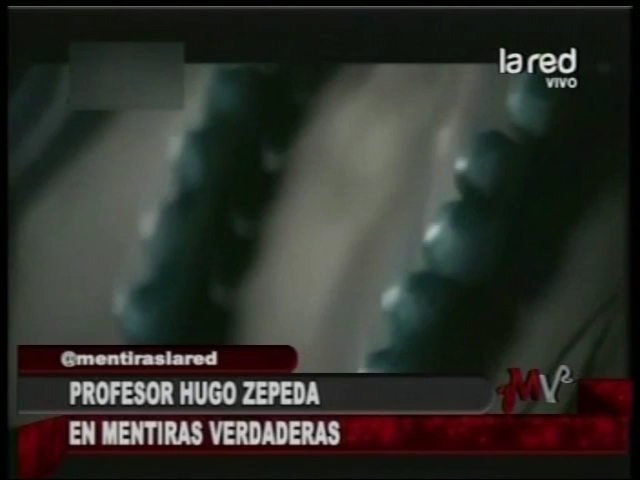 la red
VIVO
@mentiraslared
PROFESOR HUGO ZEPEDA
MV
EN MENTIRAS VERDADERAS